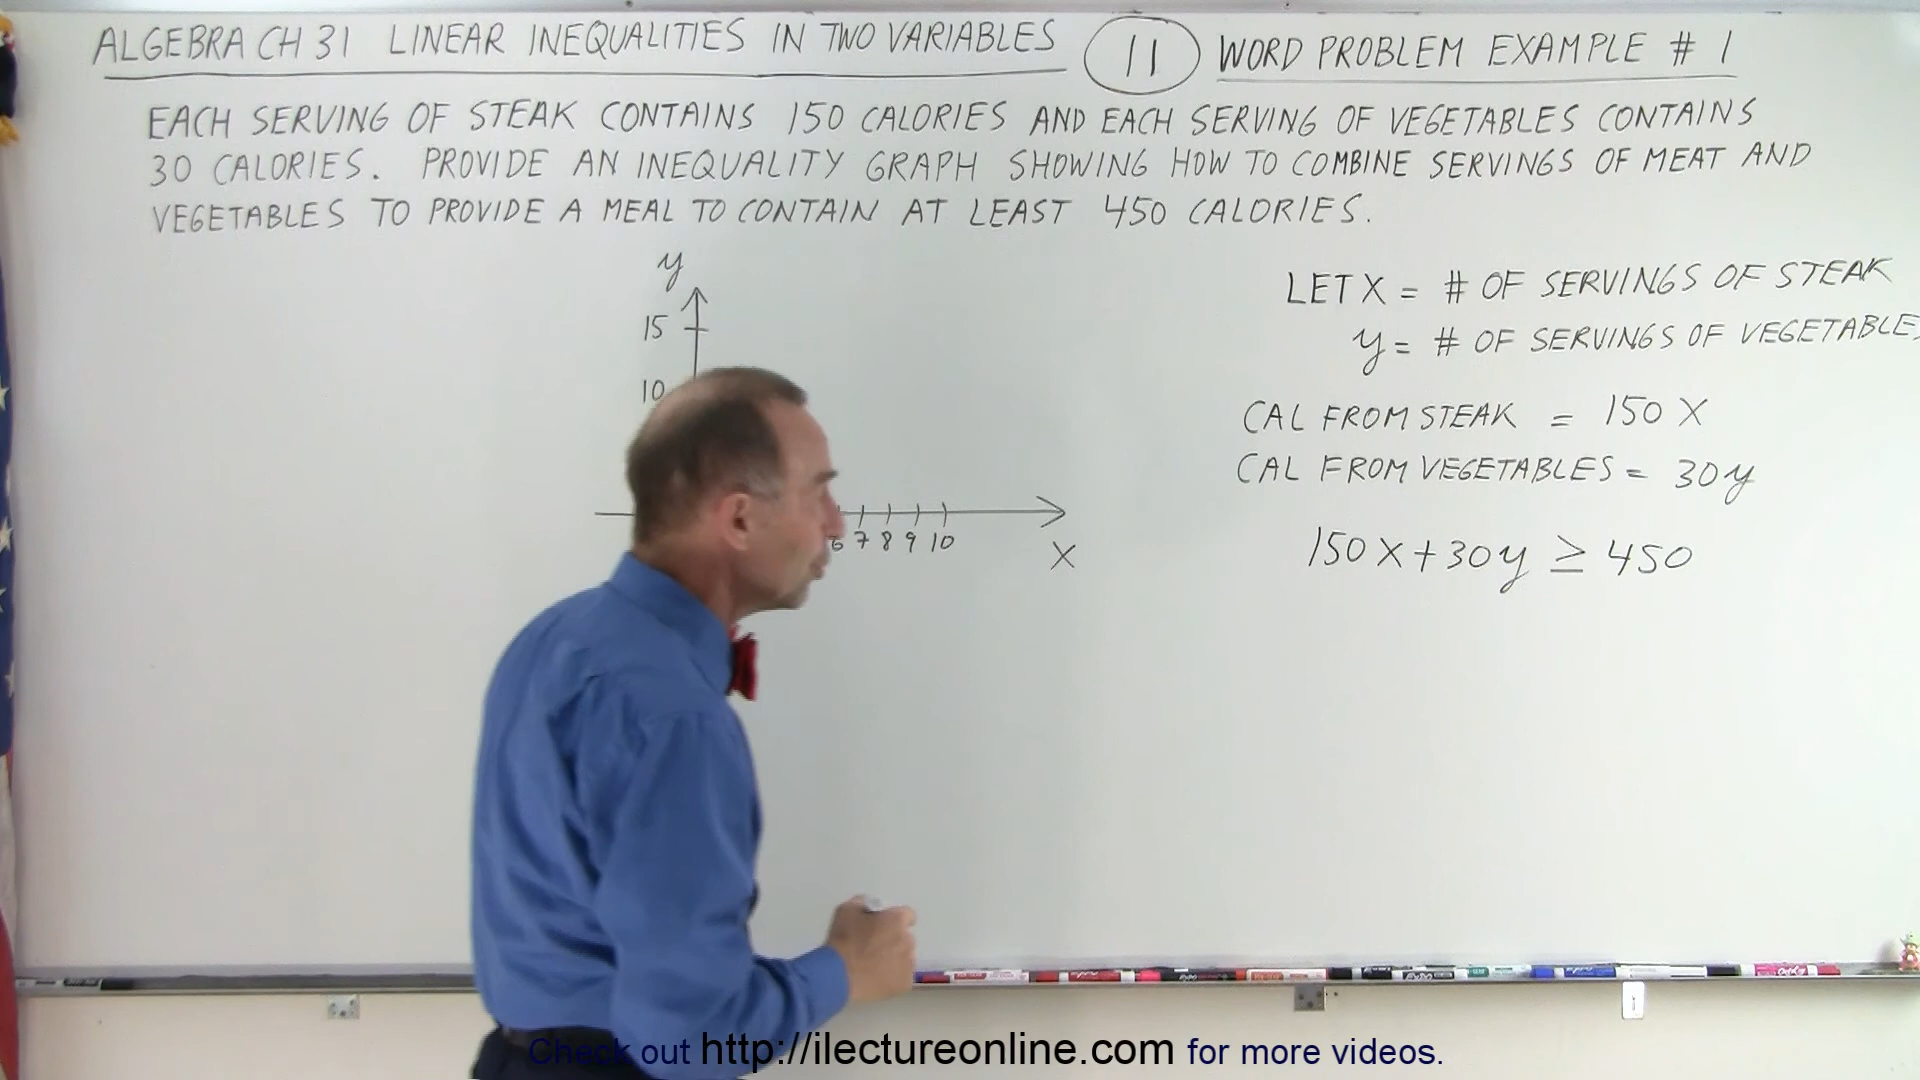 ALGEBRA CH 31 LINEAR INEQUALITIES IN TWO VARIABLES 11 WORD PROBLEM EXAMPLE # 1
EACH SERVING OF STEAK CONTAINS 150 CALORIES AND EACH SERVING OF VEGETABLES CONTAINS
30 CALORIES. PROVIDE AN INEQUALITY GRAPH SHOWING HOW TO COMBINE SERVINGS OF MEAT AND
VEGETABLES TO PROVIDE A MEAL TO CONTAIN AT LEAST 450 CALORIES.
y
15
10
6 7 8 9 10
X
LET X = # OF SERVINGS OF STEAK
y = # OF SERVINGS OF VEGETABLES
CAL FROM STEAK = 150 X
CAL FROM VEGETABLES = 30y
150 X + 30y ≥ 450
Check out http://ilectureonline.com for more videos.